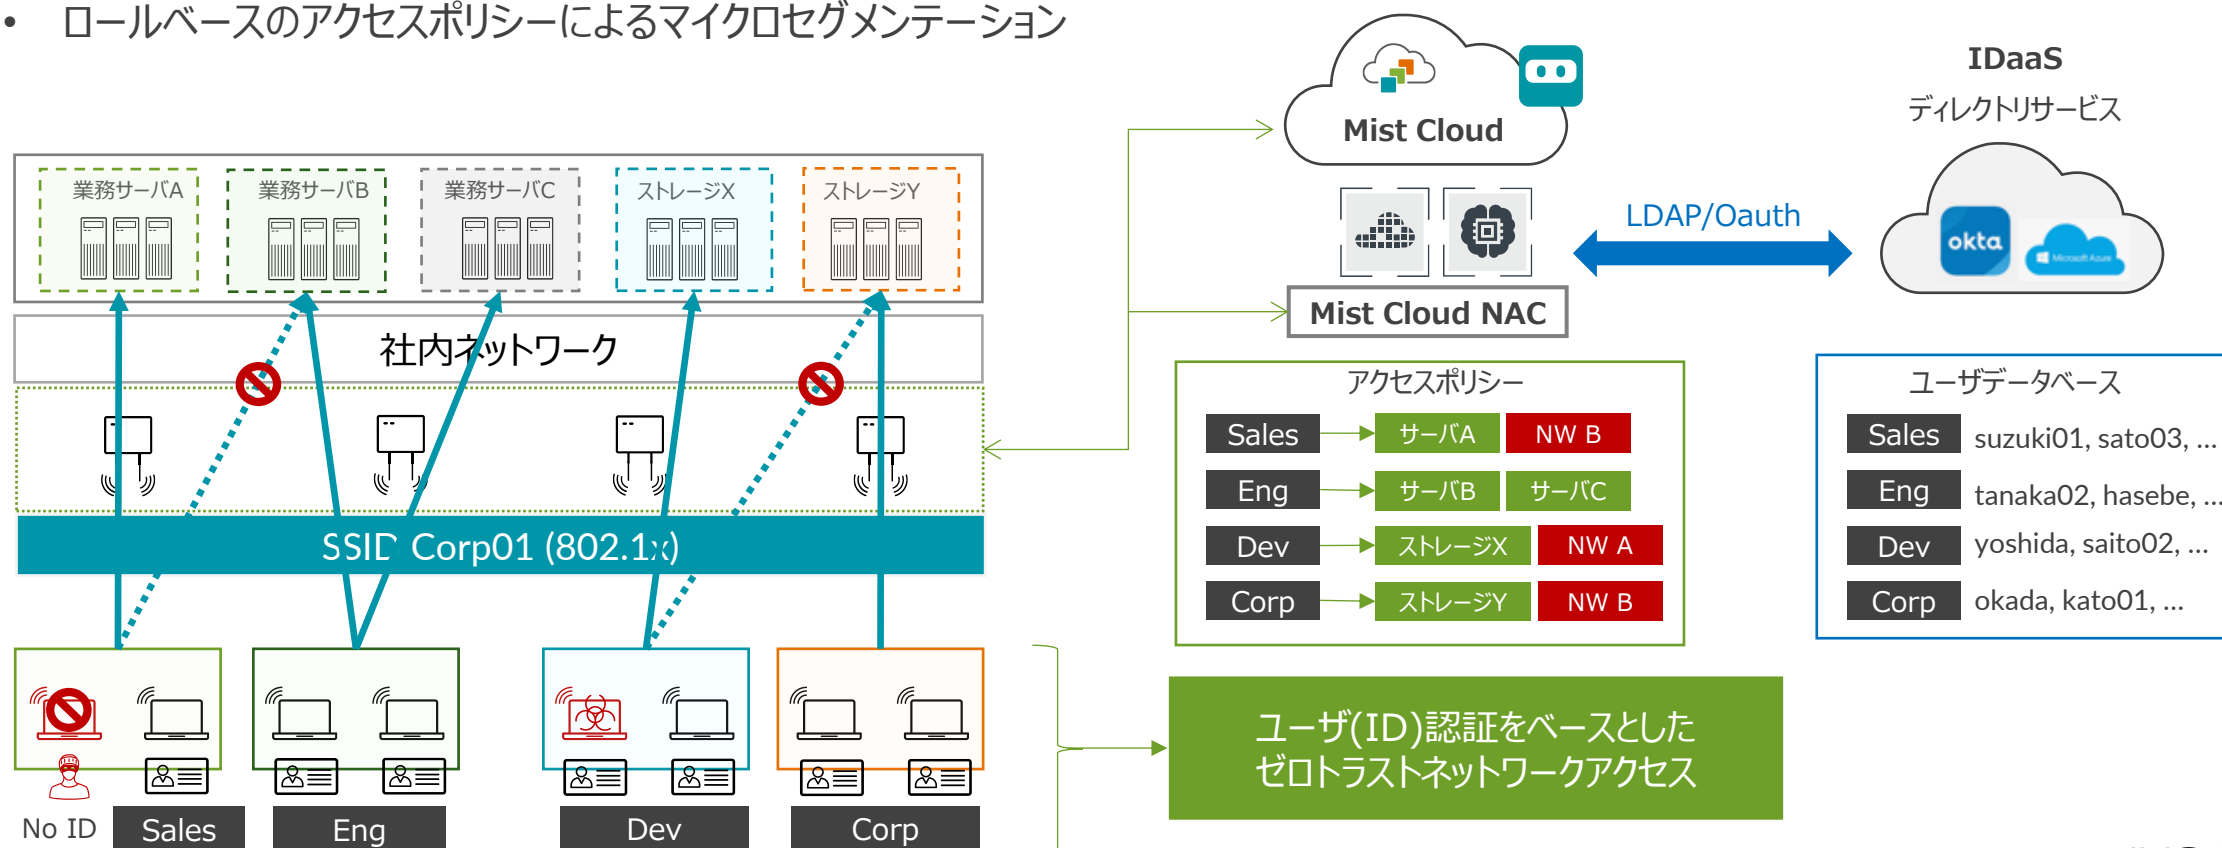 • ロールベースのアクセスポリシーによるマイクロセグメンテーション
業務サーバA
業務サーバB
業務サーバC
ストレージX
ストレージY
社内ネットワーク
SSID Corp01 (802.1x)
No ID
Sales
Eng
Dev
Corp
Mist Cloud
Mist Cloud NAC
LDAP/Oauth
IDaaS
ディレクトリサービス
okta
Microsoft Azure
アクセスポリシー
Sales サーバA NW B
Eng サーバB サーバC
Dev ストレージX NW A
Corp ストレージY NW B
ユーザデータベース
Sales suzuki01, sato03, ...
Eng tanaka02, hasebe, ...
Dev yoshida, saito02, ...
Corp okada, kato01, ...
ユーザ(ID)認証をベースとした
ゼロトラストネットワークアクセス